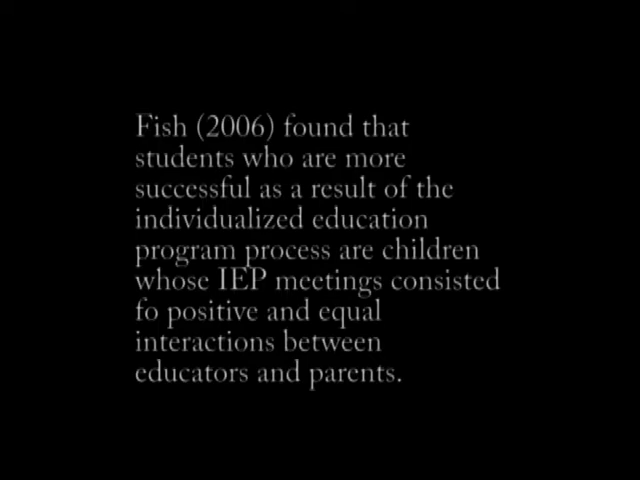 Fish (2006) found that
students who are more
successful as a result of the
individualized education
program process are children
whose IEP meetings consisted
fo positive and equal
interactions between
educators and parents.